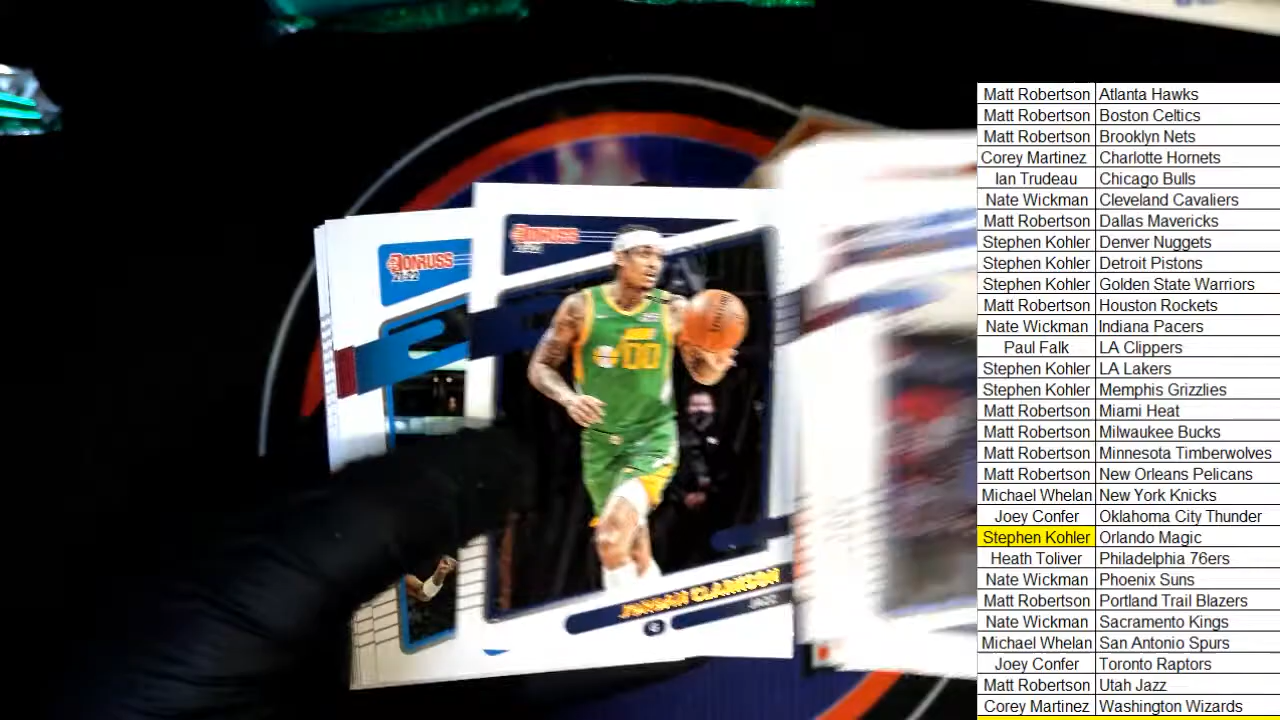 DONRUSS
21-22
DONRUSS
21-22
00
JORDAN CLARKSON
JAZZ
Matt Robertson Atlanta Hawks
Matt Robertson Boston Celtics
Matt Robertson Brooklyn Nets
Corey Martinez Charlotte Hornets
Ian Trudeau Chicago Bulls
Nate Wickman Cleveland Cavaliers
Matt Robertson Dallas Mavericks
Stephen Kohler Denver Nuggets
Stephen Kohler Detroit Pistons
Stephen Kohler Golden State Warriors
Matt Robertson Houston Rockets
Nate Wickman Indiana Pacers
Paul Falk LA Clippers
Stephen Kohler LA Lakers
Stephen Kohler Memphis Grizzlies
Matt Robertson Miami Heat
Matt Robertson Milwaukee Bucks
Matt Robertson Minnesota Timberwolves
Matt Robertson New Orleans Pelicans
Michael Whelan New York Knicks
Joey Confer Oklahoma City Thunder
Stephen Kohler Orlando Magic
Heath Toliver Philadelphia 76ers
Nate Wickman Phoenix Suns
Matt Robertson Portland Trail Blazers
Nate Wickman Sacramento Kings
Michael Whelan San Antonio Spurs
Joey Confer Toronto Raptors
Matt Robertson Utah Jazz
Corey Martinez Washington Wizards